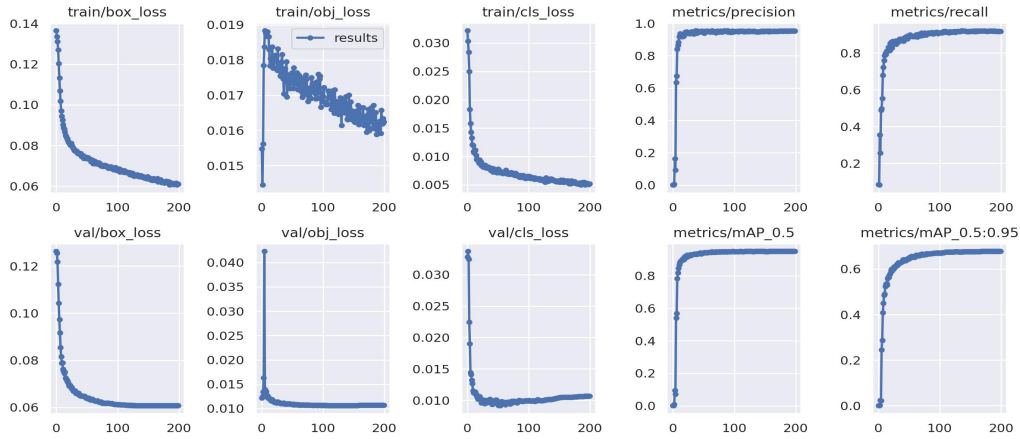 train/box_loss train/obj_loss train/cls_loss metrics/precision metrics/recall
0.14 0.12 0.10 0.08 0.06
0 100 200
0.019 0.018 0.017 0.016 0.015
results
0 100 200
0.030 0.025 0.020 0.015 0.010 0.005
0 100 200
1.0 0.8 0.6 0.4 0.2 0.0
0 100 200
0.8 0.6 0.4 0.2
0 100 200
val/box_loss val/obj_loss val/cls_loss metrics/mAP_0.5 metrics/mAP_0.5:0.95
0.12 0.10 0.08 0.06
0 100 200
0.040 0.035 0.030 0.025 0.020 0.015 0.010
0 100 200
0.030 0.025 0.020 0.015 0.010
0 100 200
0.8 0.6 0.4 0.2 0.0
0 100 200
0.6 0.4 0.2 0.0
0 100 200